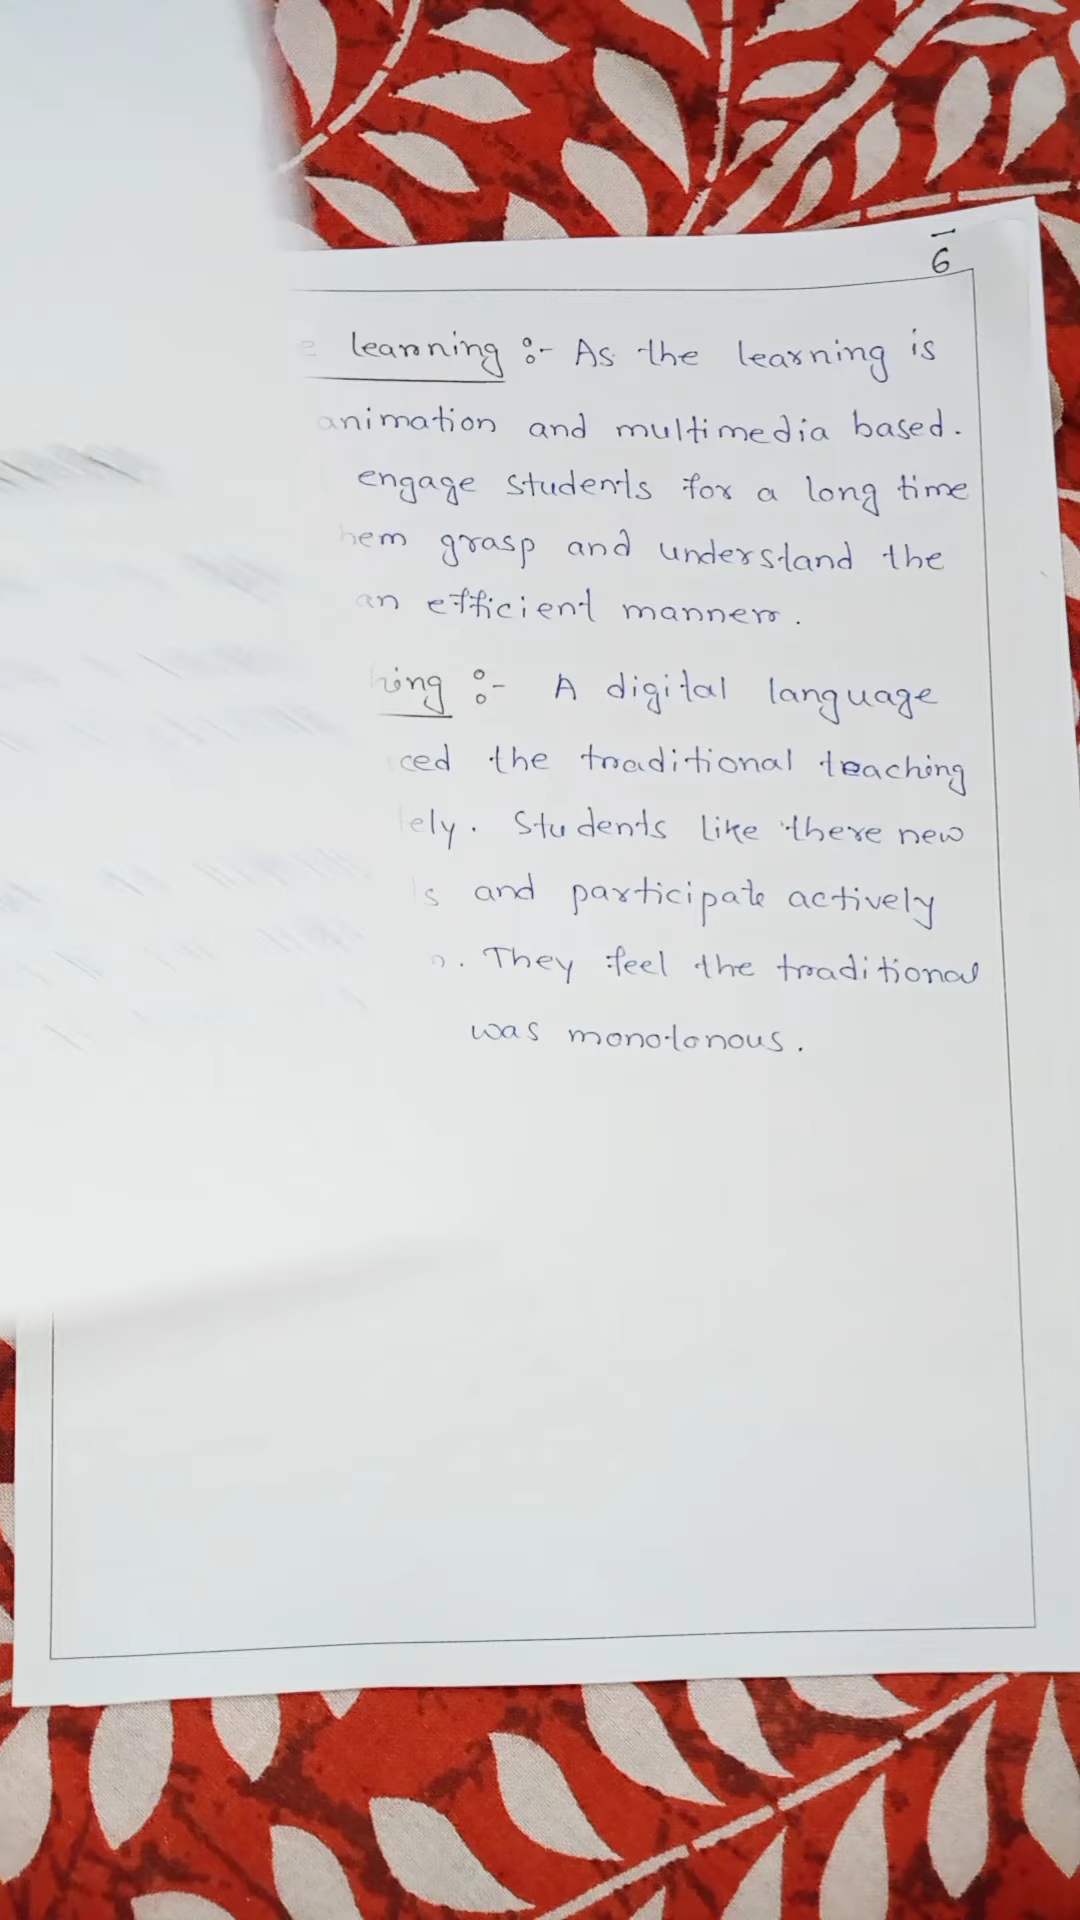 6
learning :- As the learning is
animation and multimedia based.
engage students for a long time
grasp and understand the
an efficient manner.
:- A digital language
the traditional teaching
Students like there new
and participate actively
They feel the traditional
was monotonous.